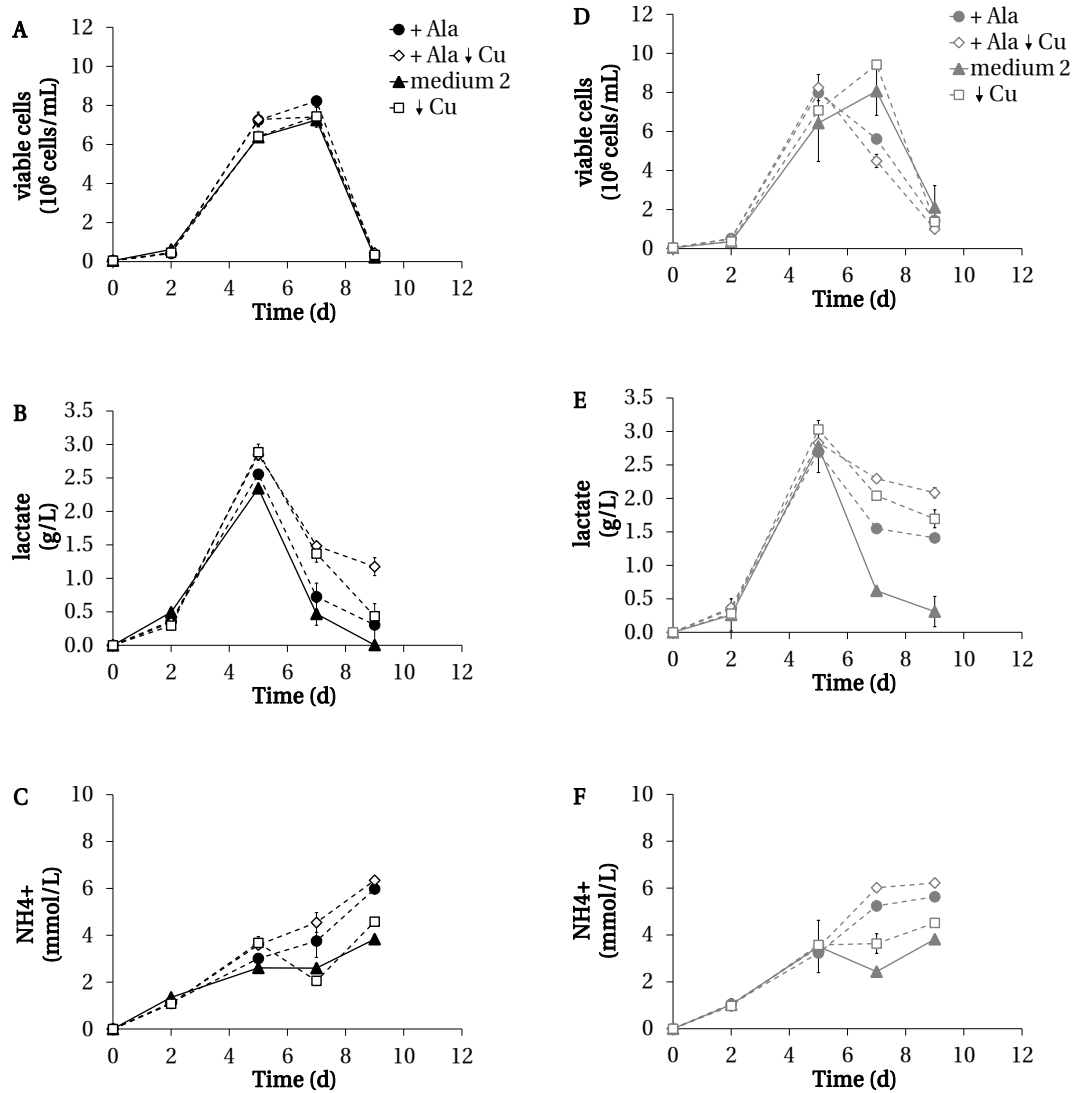 A
viable cells
(10⁶ cells/mL)
12
10
8
6
4
2
0
0 2 4 6 8 10 12
Time (d)
+ Ala
+ Ala ↓ Cu
medium 2
↓ Cu
D
viable cells
(10⁶ cells/mL)
12
10
8
6
4
2
0
0 2 4 6 8 10 12
Time (d)
+ Ala
+ Ala ↓ Cu
medium 2
↓ Cu
B
lactate
(g/L)
3.5
3.0
2.5
2.0
1.5
1.0
0.5
0.0
0 2 4 6 8 10 12
Time (d)
E
lactate
(g/L)
3.5
3.0
2.5
2.0
1.5
1.0
0.5
0.0
0 2 4 6 8 10 12
Time (d)
C
NH4+
(mmol/L)
10
8
6
4
2
0
0 2 4 6 8 10 12
Time (d)
F
NH4+
(mmol/L)
10
8
6
4
2
0
0 2 4 6 8 10 12
Time (d)